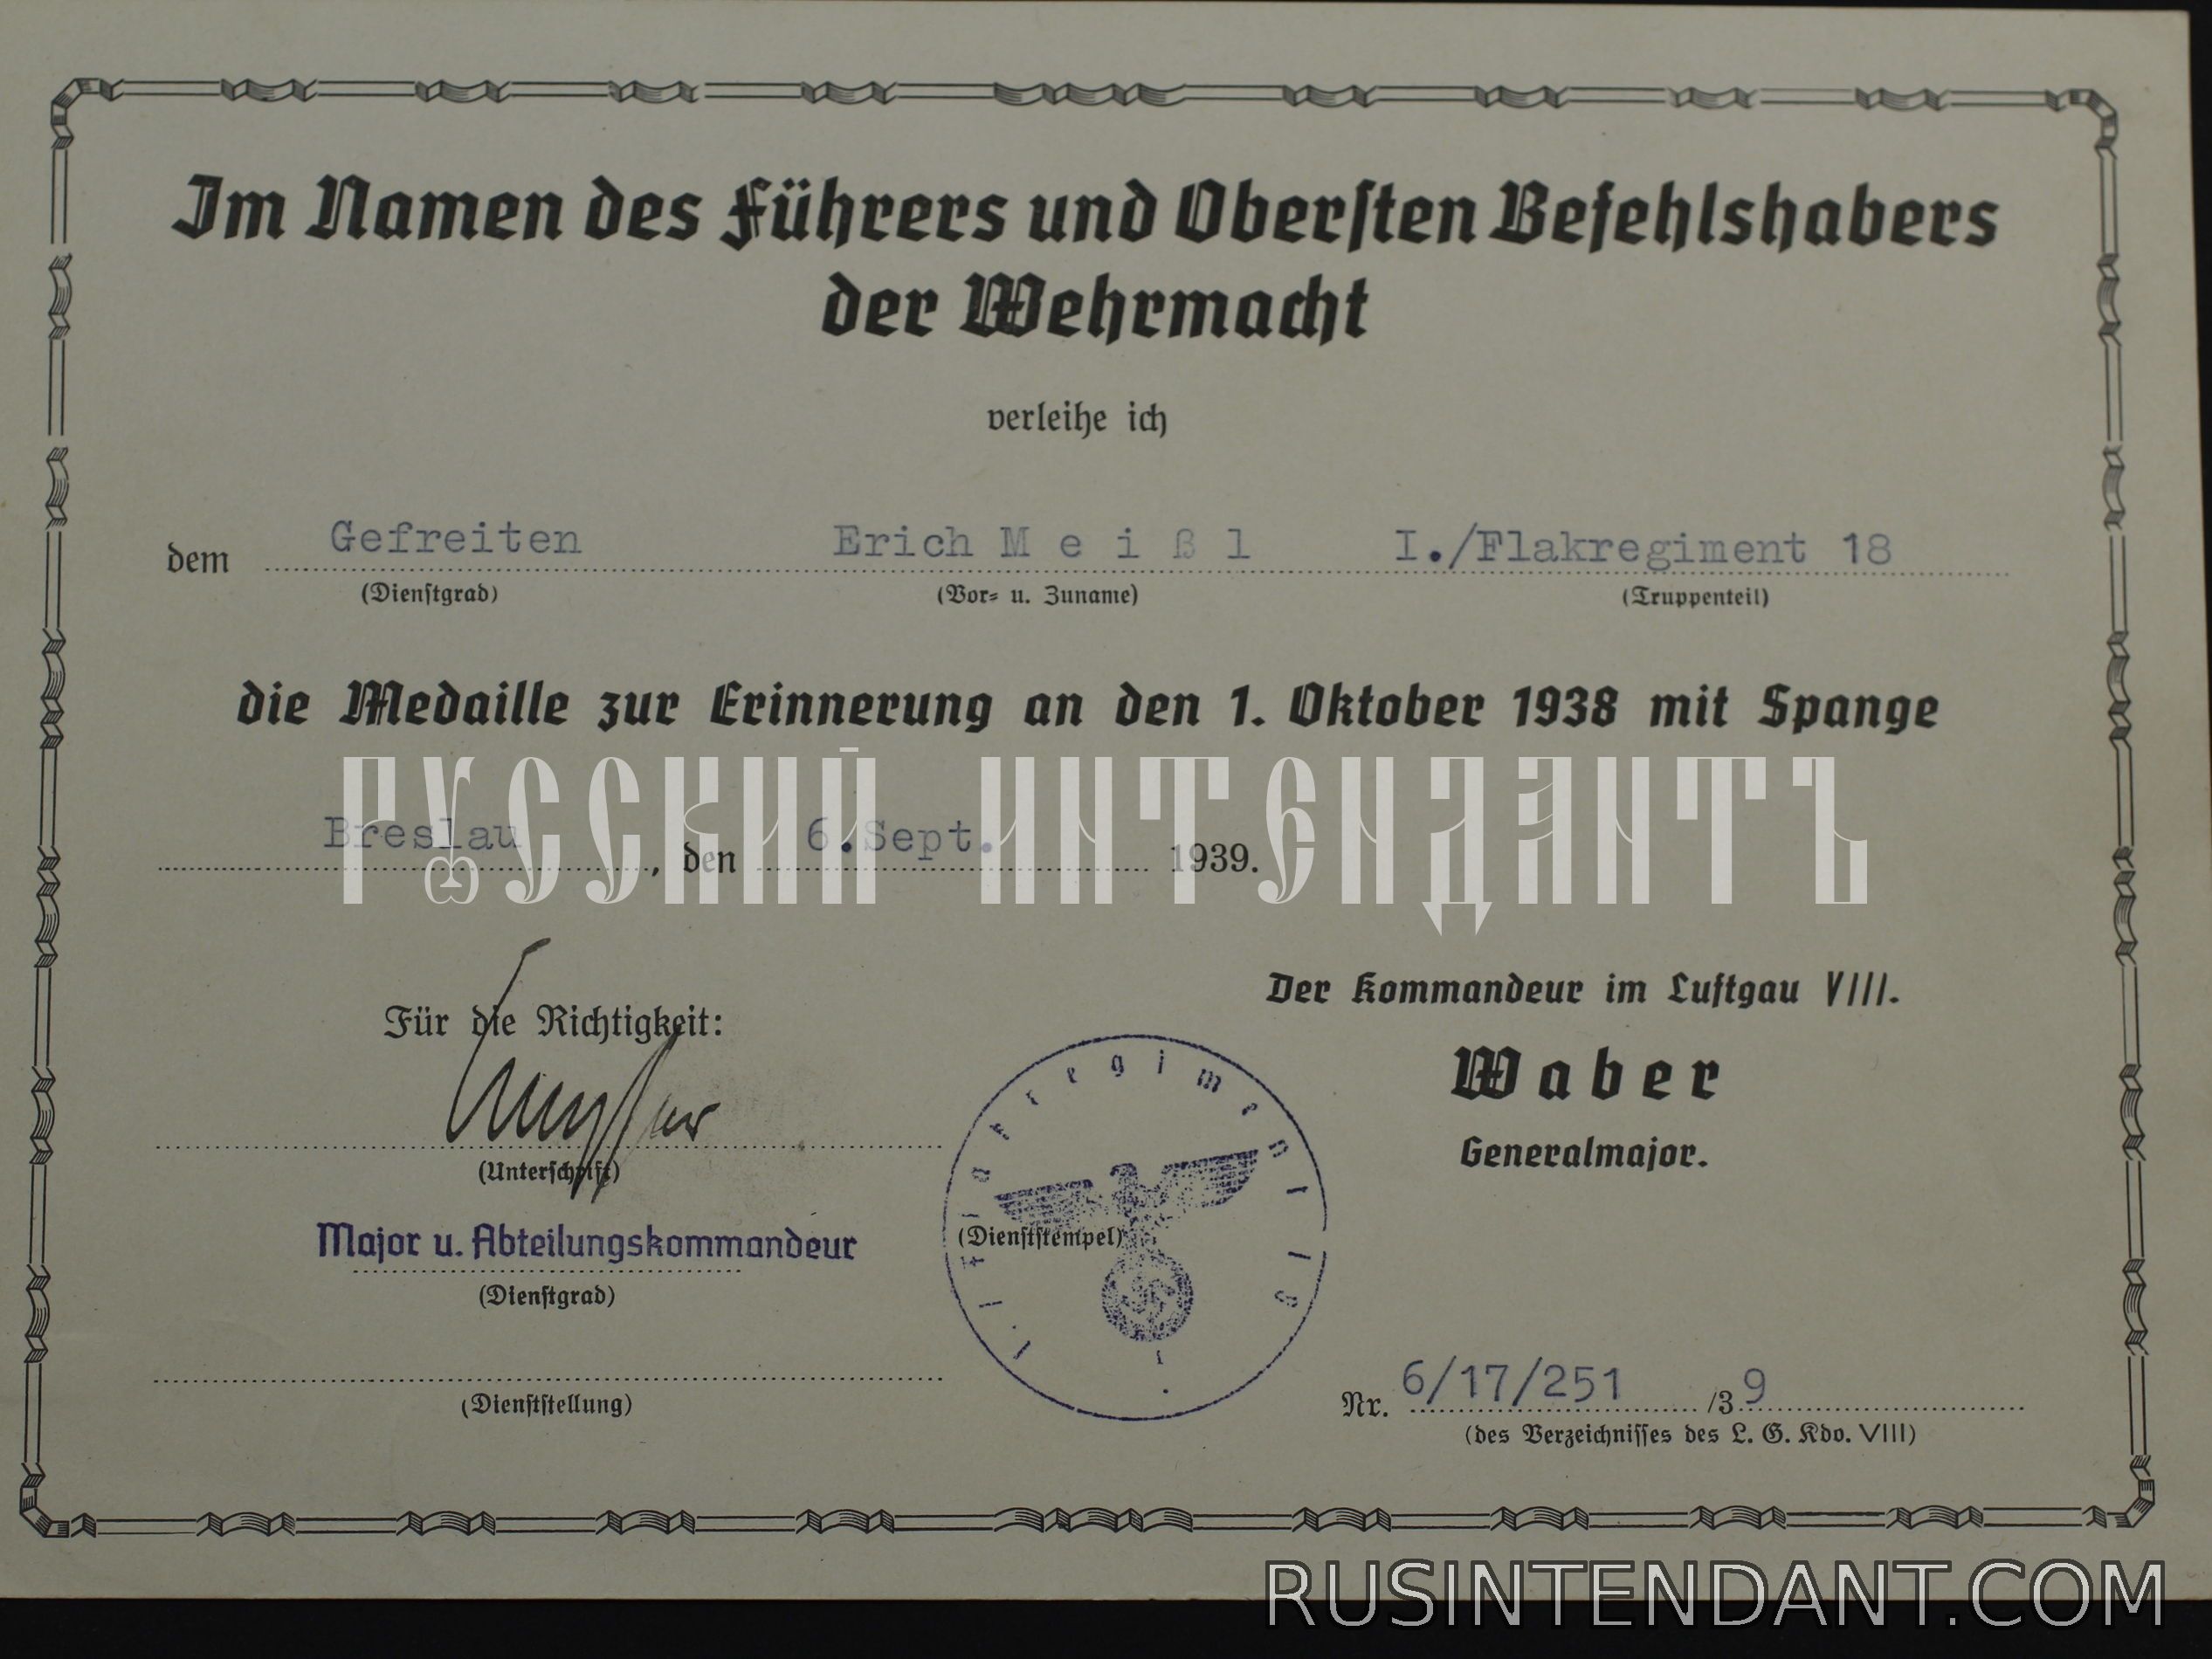 Im Namen des Führers und Obersten Befehlshabers
der Wehrmacht
verleihe ich
dem Gefreiten Erich M e i ß l I./Flakregiment 18
(Dienstgrad) (Vor- u. Zuname) (Truppenteil)
die Medaille zur Erinnerung an den 1. Oktober 1938 mit Spange
РУССКИЙ ИНТЕНДАНТЪ
Breslau, den 6.Sept. 1939.
Der Kommandeur im Luftgau VIII.
Für die Richtigkeit:
Waber
Generalmajor.
(Unterschrift)
Major u. Abteilungskommandeur
(Dienstgrad)
(Dienststempel)
Nr. 6/17/251 /39
(des Verzeichnisses des L. G. Kdo. VIII)
(Dienststellung)
RUSINTENDANT.COM